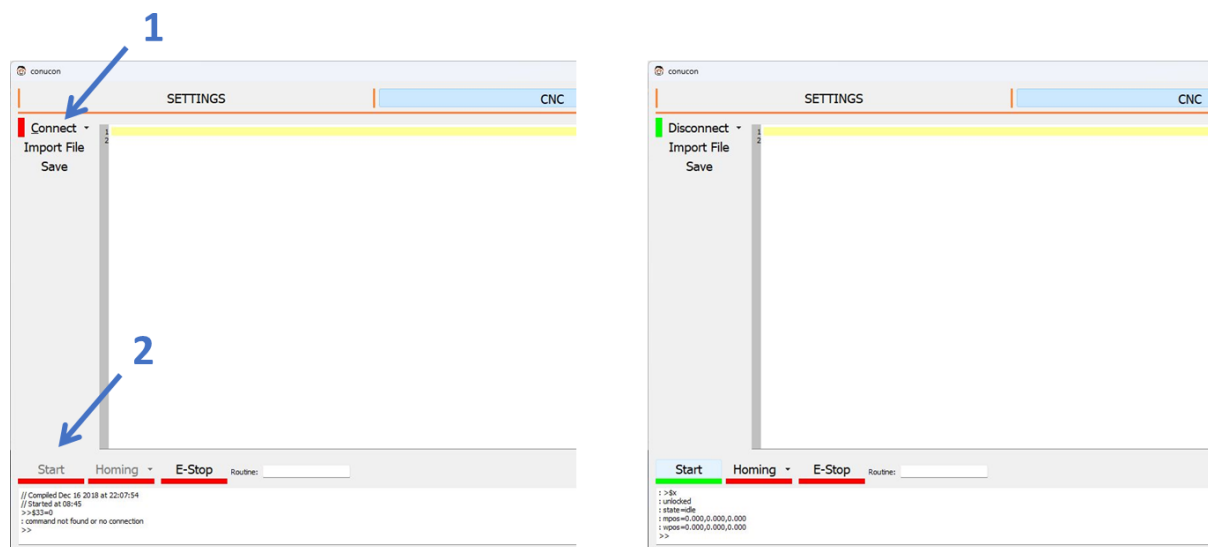 1
conucon
SETTINGS
CNC
Connect
Import File
Save
1
2
2
Start
Homing
E-Stop
Routine:
// Compiled Dec 16 2018 at 22:07:54
// Started at 08:45
>>$33=0
: command not found or no connection
>>
conucon
SETTINGS
CNC
Disconnect
Import File
Save
1
2
Start
Homing
E-Stop
Routine:
: >$x
: unlocked
: state=idle
: mpos=0.000,0.000,0.000
: wpos=0.000,0.000,0.000
>>